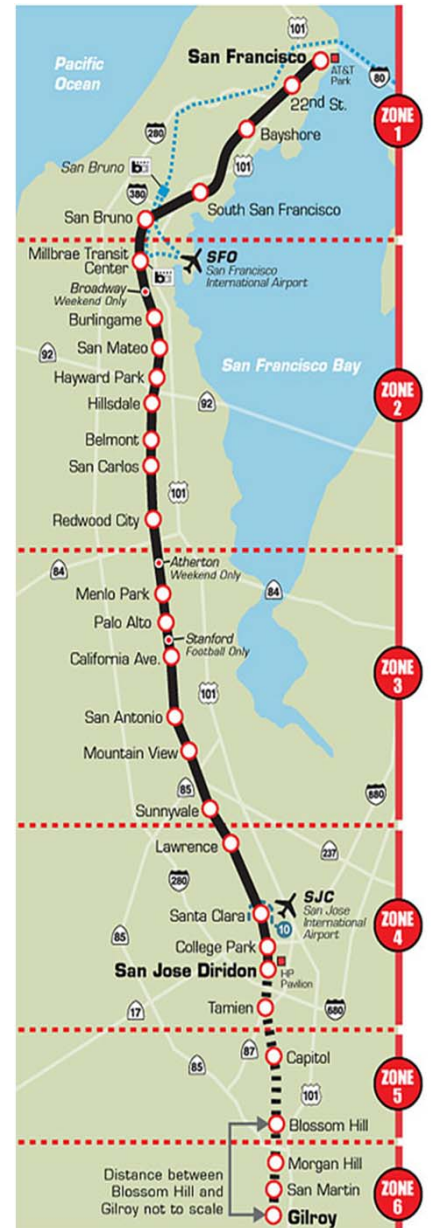 Pacific
Ocean
101
San Francisco
AT&T
Park
80
22nd St.
ZONE
1
280
Bayshore
101
San Bruno
380
South San Francisco
San Bruno
Millbrae Transit
Center
SFO
San Francisco
International Airport
Broadway
Weekend Only
Burlingame
San Mateo
92
San Francisco Bay
Hayward Park
ZONE
2
Hillsdale
92
Belmont
San Carlos
101
Redwood City
Atherton
Weekend Only
84
84
Menlo Park
Palo Alto
Stanford
Football Only
California Ave.
ZONE
3
101
San Antonio
Mountain View
85
880
Sunnyvale
Lawrence
237
280
SJC
San Jose
International
Airport
Santa Clara
10
ZONE
4
85
College Park
San Jose Diridon
HP
Pavilion
Tamien
17
680
87
Capitol
85
ZONE
5
101
Blossom Hill
Distance between
Blossom Hill and
Gilroy not to scale
Morgan Hill
San Martin
ZONE
6
Gilroy